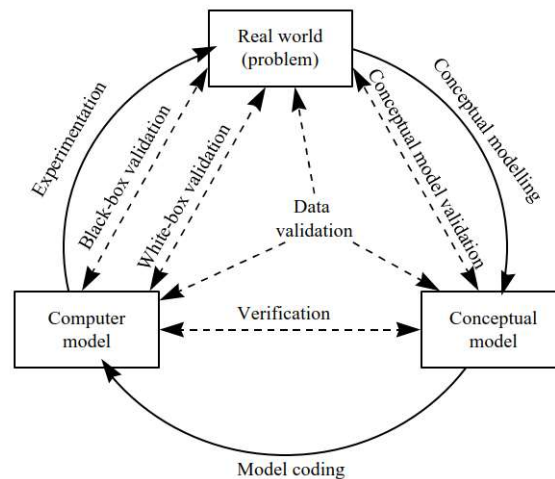 Real world
(problem)
Experimentation
Black-box validation
White-box validation
Conceptual model validation
Conceptual modelling
Data
validation
Computer
model
Verification
Conceptual
model
Model coding